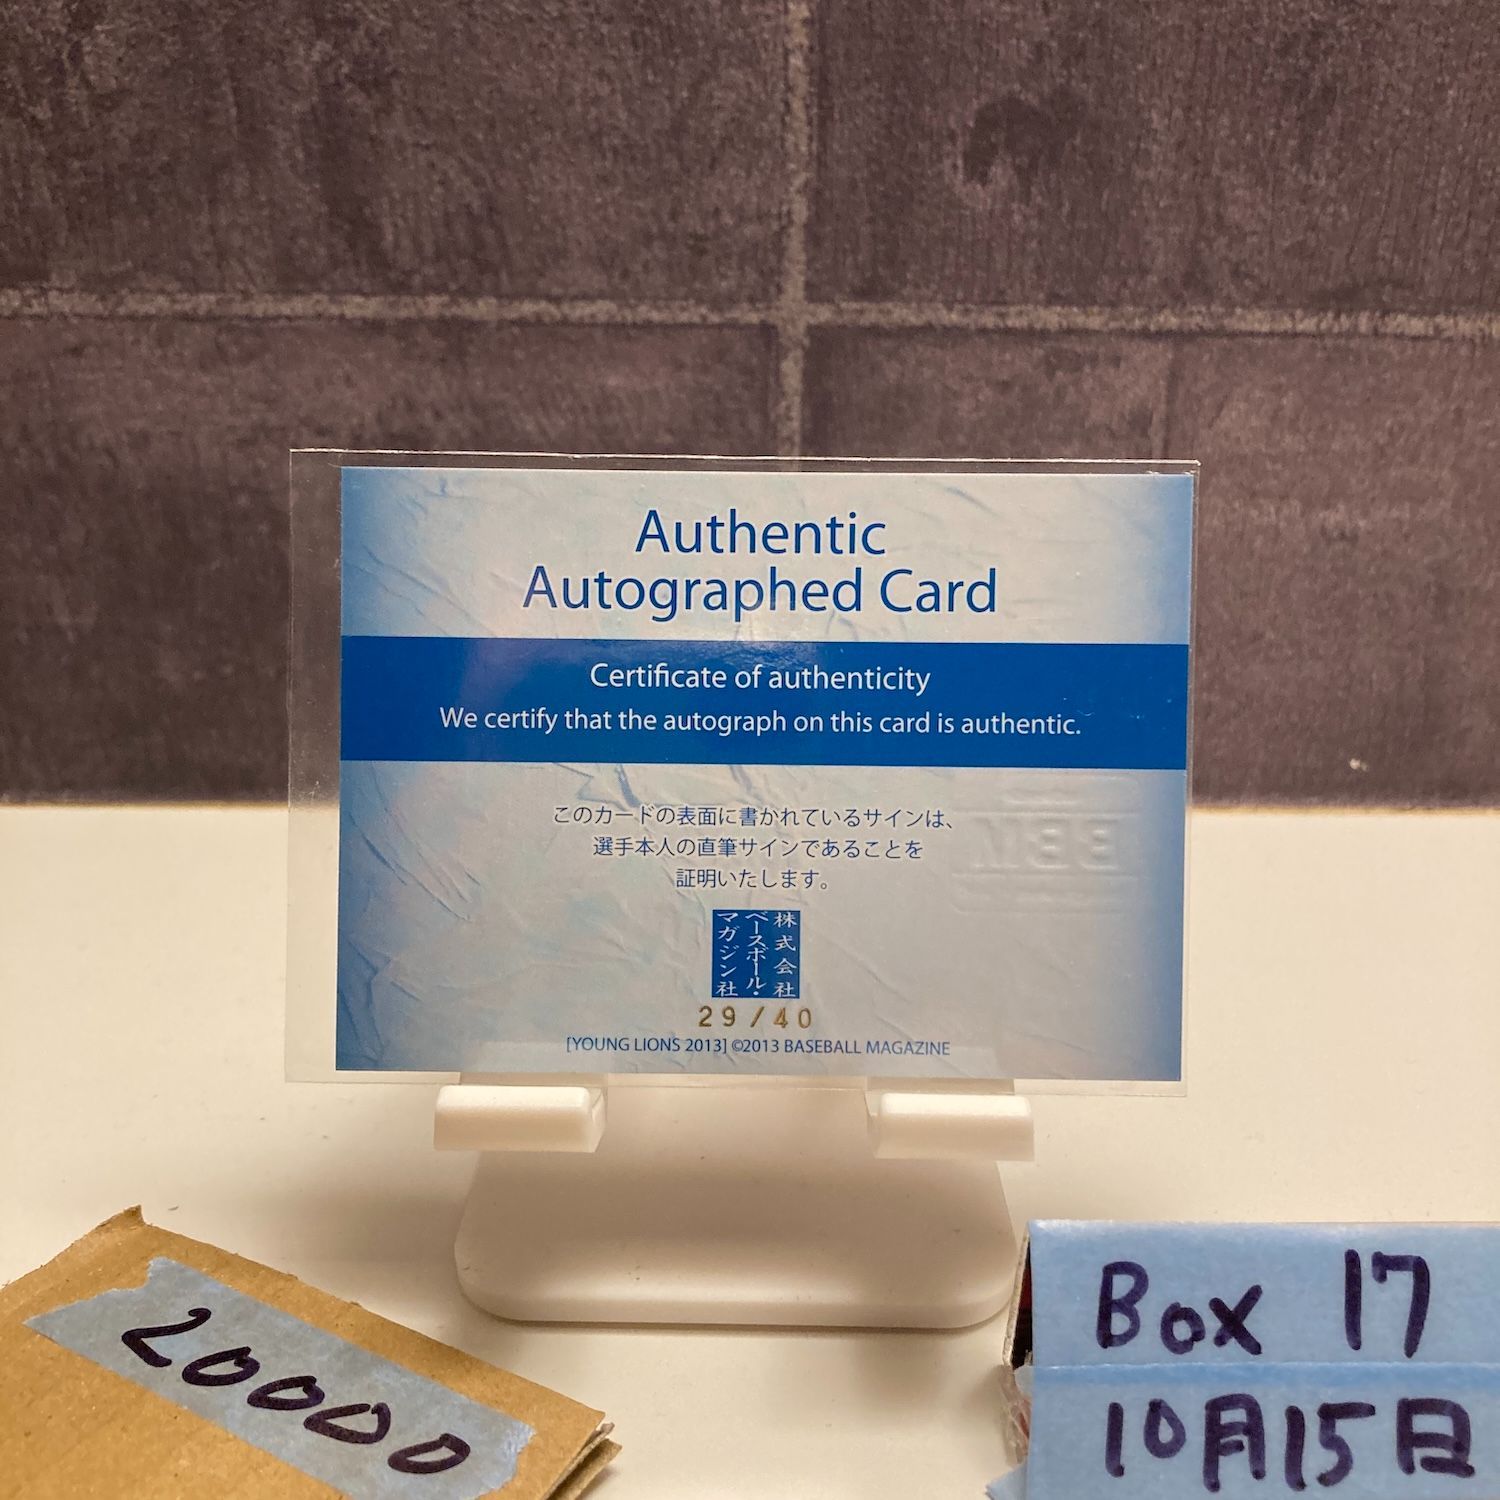 Authentic
Autographed Card
Certificate of authenticity
We certify that the autograph on this card is authentic.
このカードの表面に書かれているサインは、
選手本人の直筆サインであることを
証明いたします。
株式会社
ベースボール・
マガジン社
29/40
[YOUNG LIONS 2013] ©2013 BASEBALL MAGAZINE
20000
Box 17
10月15日